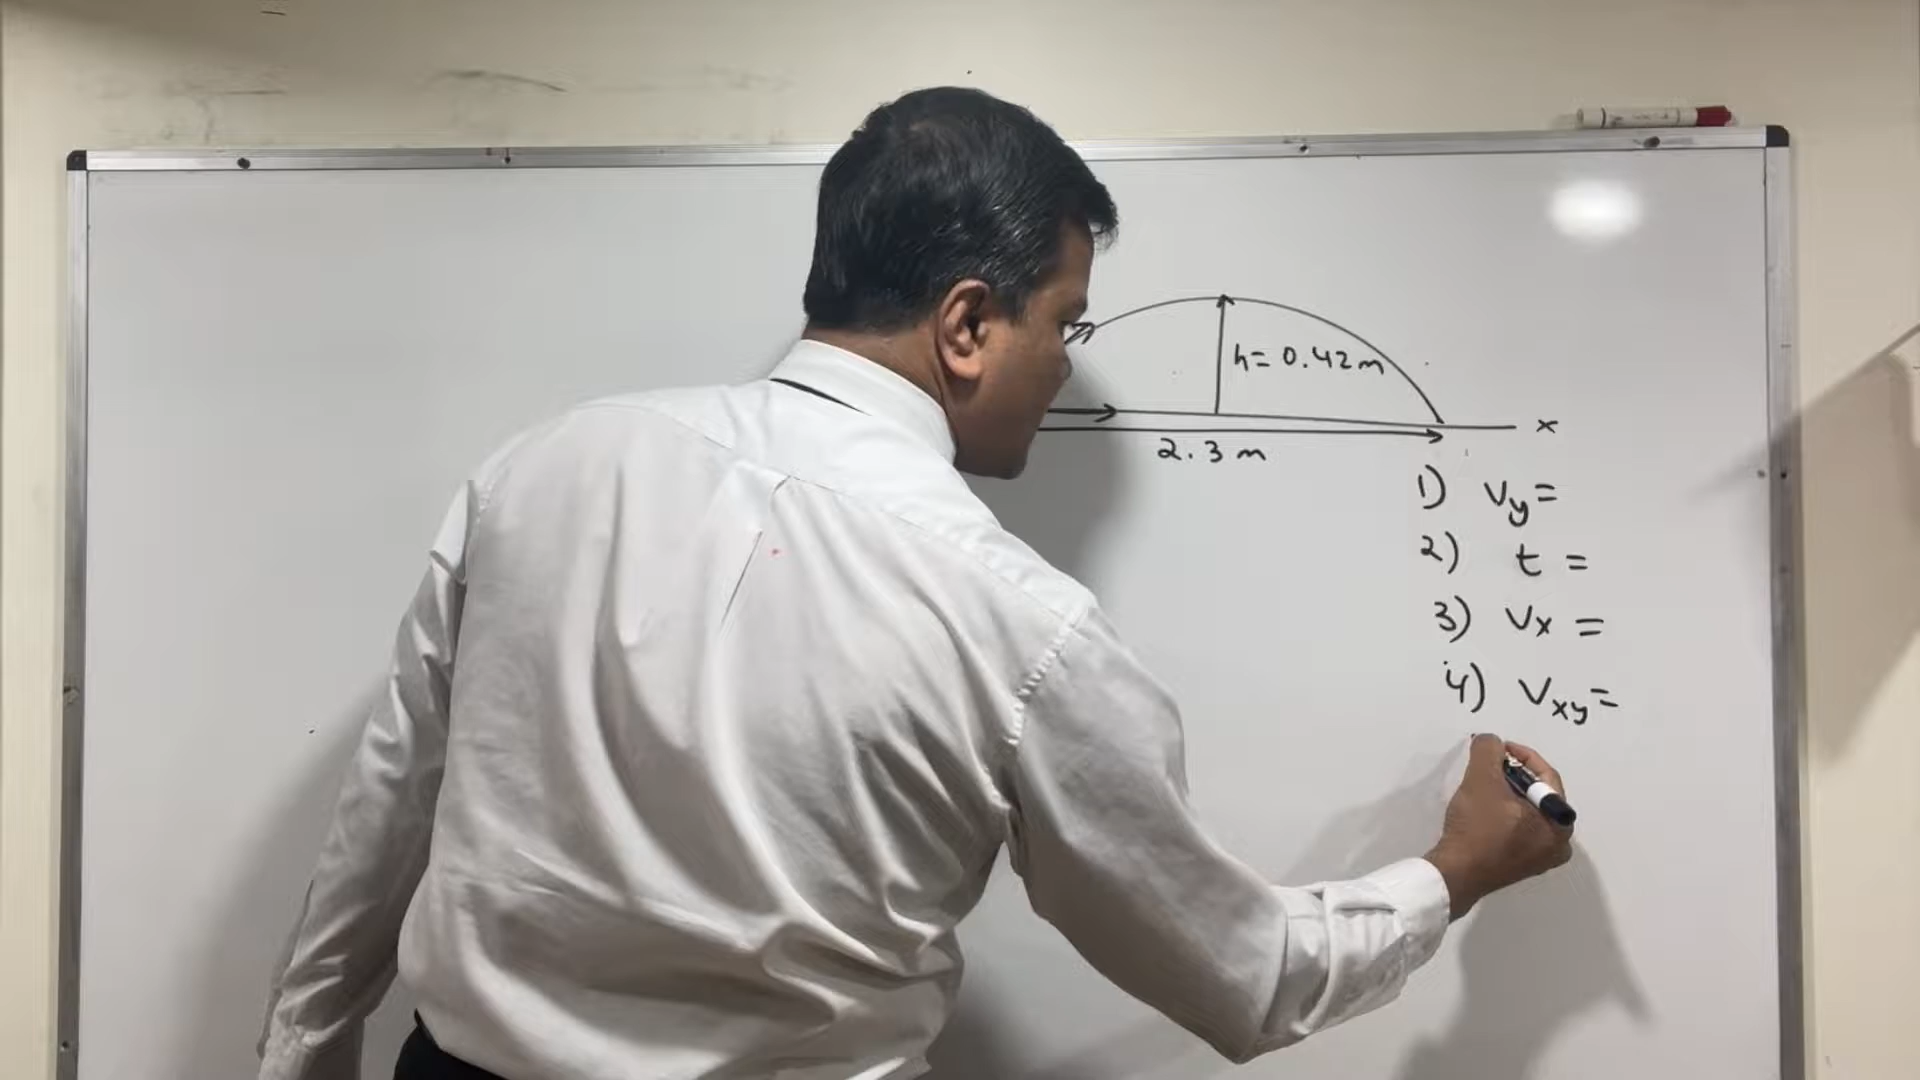 h= 0.42m
x
2.3 m
1) Vy=
2) t =
3) Vx =
4) Vxy=